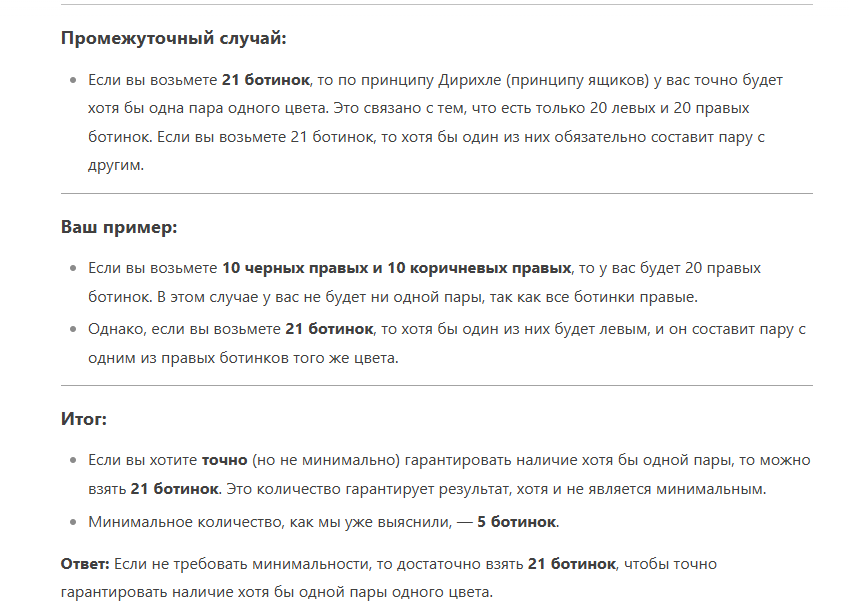 Промежуточный случай:
Если вы возьмете 21 ботинок, то по принципу Дирихле (принципу ящиков) у вас точно будет
хотя бы одна пара одного цвета. Это связано с тем, что есть только 20 левых и 20 правых
ботинок. Если вы возьмете 21 ботинок, то хотя бы один из них обязательно составит пару с
другим.
Ваш пример:
Если вы возьмете 10 черных правых и 10 коричневых правых, то у вас будет 20 правых
ботинок. В этом случае у вас не будет ни одной пары, так как все ботинки правые.
Однако, если вы возьмете 21 ботинок, то хотя бы один из них будет левым, и он составит пару с
одним из правых ботинков того же цвета.
Итог:
Если вы хотите точно (но не минимально) гарантировать наличие хотя бы одной пары, то можно
взять 21 ботинок. Это количество гарантирует результат, хотя и не является минимальным.
Минимальное количество, как мы уже выяснили, — 5 ботинок.
Ответ: Если не требовать минимальности, то достаточно взять 21 ботинок, чтобы точно
гарантировать наличие хотя бы одной пары одного цвета.